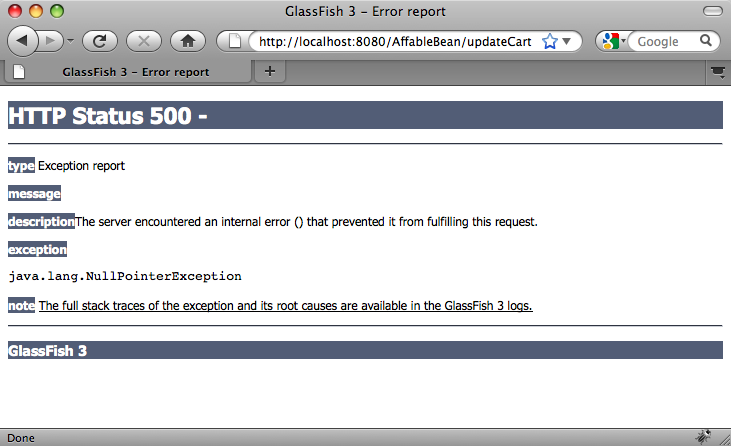 GlassFish 3 - Error report
http://localhost:8080/AffableBean/updateCart
Google
GlassFish 3 - Error report
HTTP Status 500 -
type Exception report
message
descriptionThe server encountered an internal error () that prevented it from fulfilling this request.
exception
java.lang.NullPointerException
note The full stack traces of the exception and its root causes are available in the GlassFish 3 logs.
GlassFish 3
Done